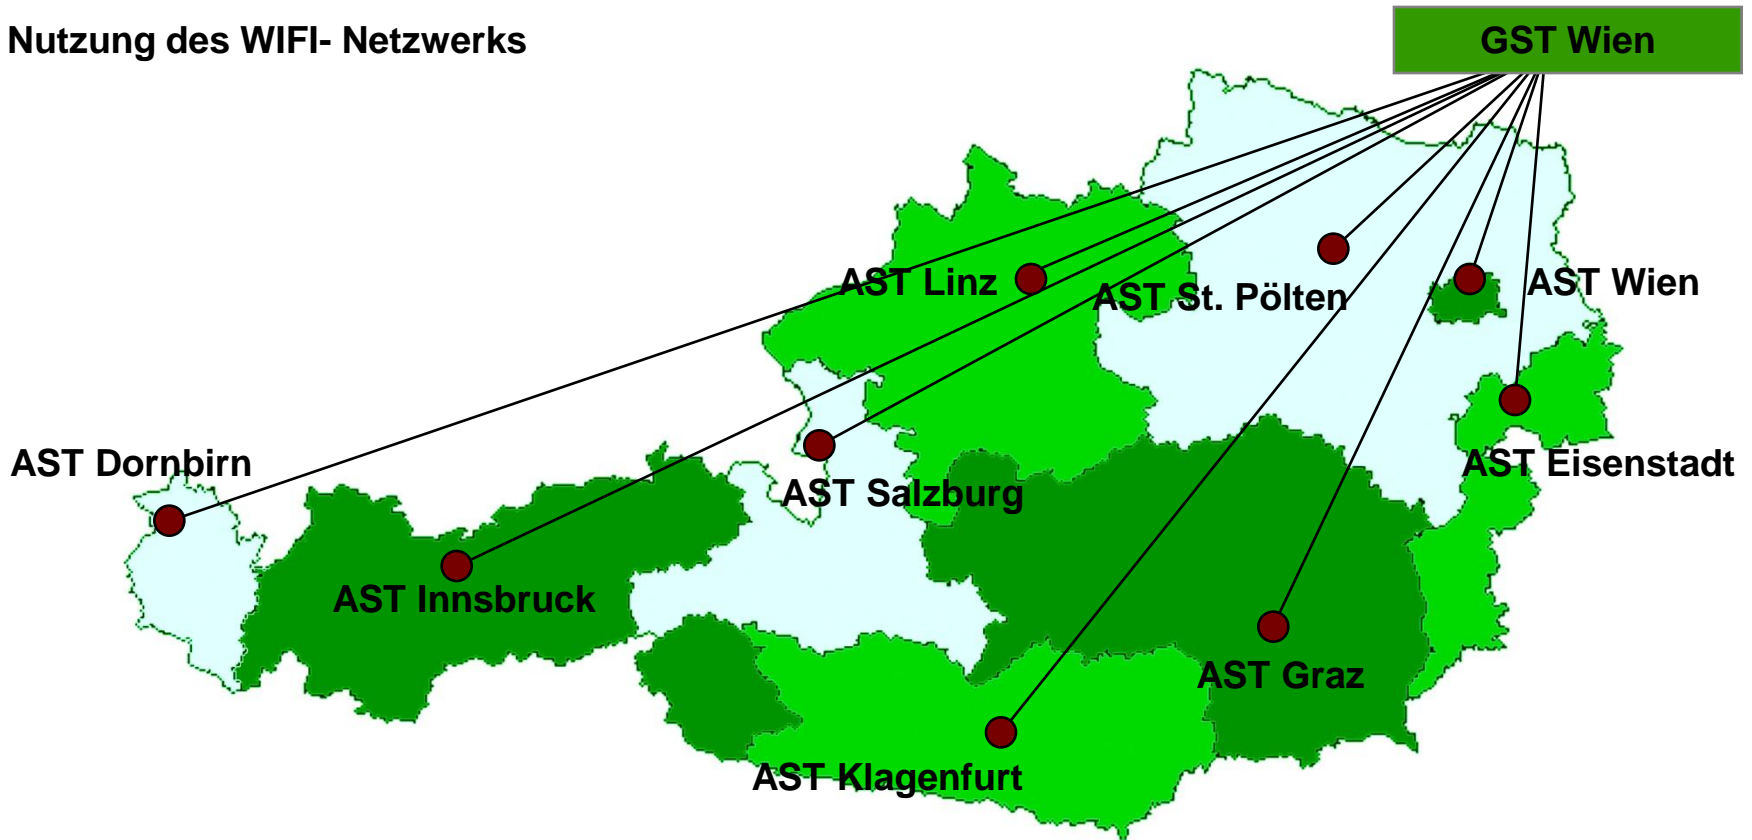 Nutzung des WIFI- Netzwerks
GST Wien
AST Linz
AST St. Pölten
AST Wien
AST Dornbirn
AST Salzburg
AST Eisenstadt
AST Innsbruck
AST Graz
AST Klagenfurt